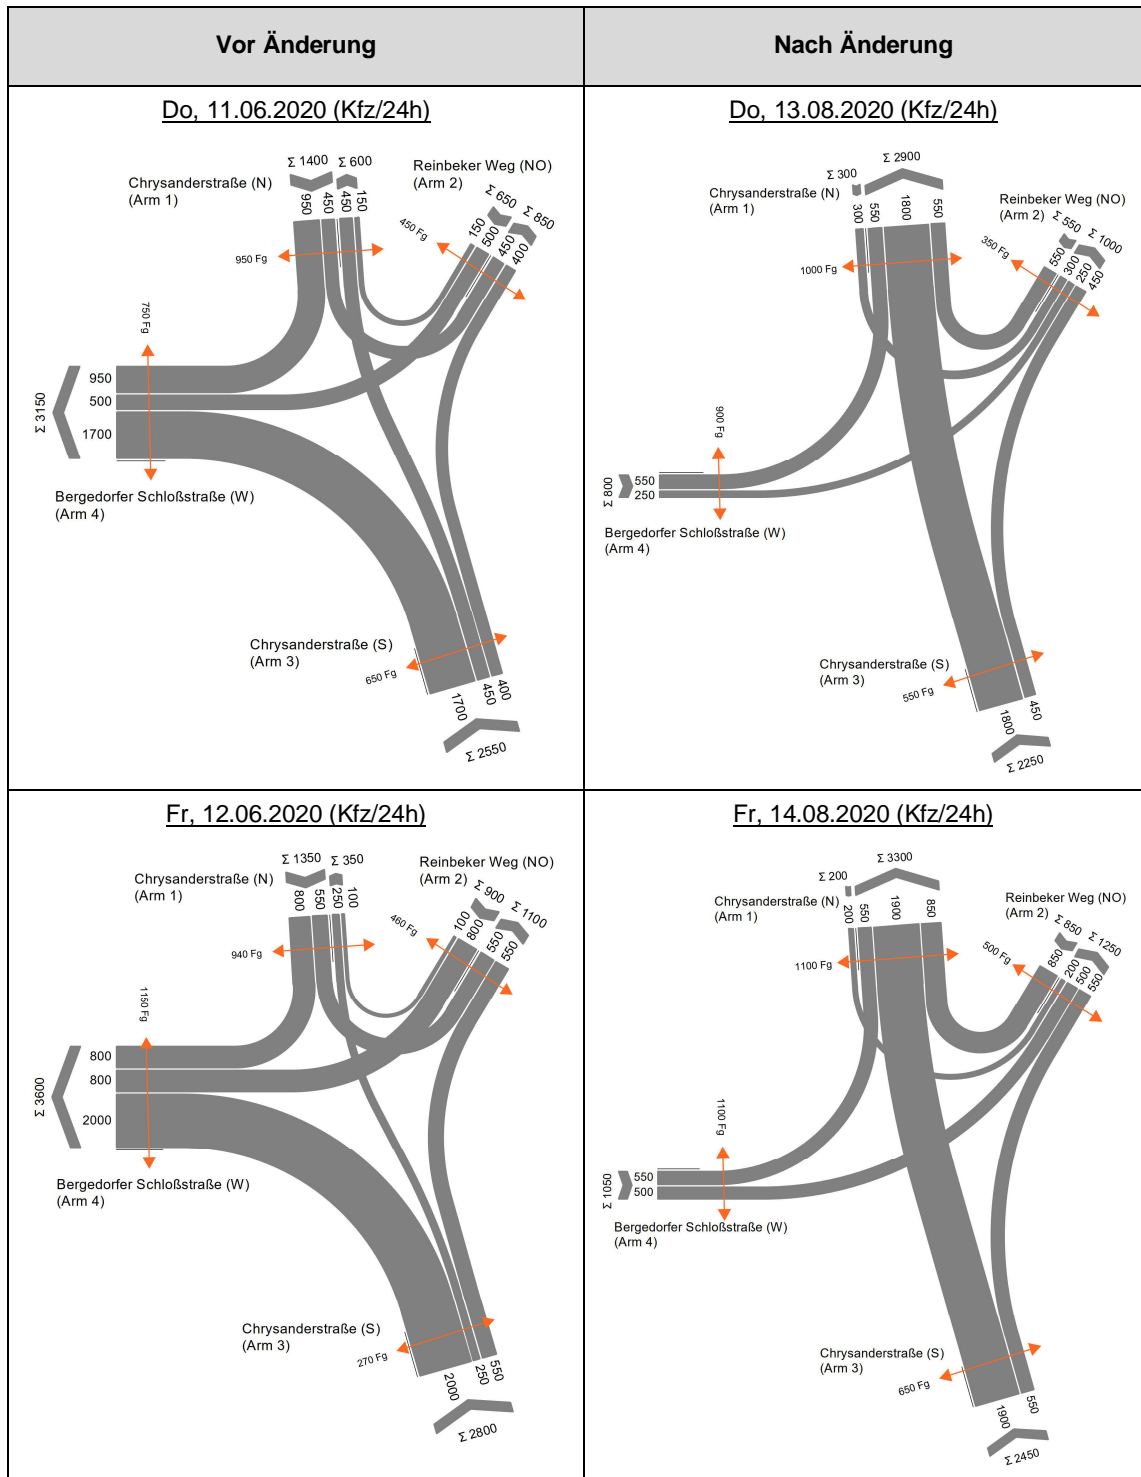 Vor Änderung
Nach Änderung
Do, 11.06.2020 (Kfz/24h)
Σ 1400
Σ 600
Chrysanderstraße (N)
(Arm 1)
Reinbeker Weg (NO)
(Arm 2)
950
450
450
150
Σ 650
Σ 850
150
500
450
400
950 Fg
450 Fg
750 Fg
Σ 3150
950
500
1700
Bergedorfer Schloßstraße (W)
(Arm 4)
Chrysanderstraße (S)
(Arm 3)
650 Fg
1700
450
400
Σ 2550
Do, 13.08.2020 (Kfz/24h)
Σ 2900
Σ 300
Chrysanderstraße (N)
(Arm 1)
Reinbeker Weg (NO)
(Arm 2)
300
550
1800
550
Σ 550
Σ 1000
550
300
250
450
1000 Fg
350 Fg
900 Fg
Σ 800
550
250
Bergedorfer Schloßstraße (W)
(Arm 4)
Chrysanderstraße (S)
(Arm 3)
550 Fg
1800
450
Σ 2250
Fr, 12.06.2020 (Kfz/24h)
Σ 1350
Σ 350
Chrysanderstraße (N)
(Arm 1)
Reinbeker Weg (NO)
(Arm 2)
800
550
250
100
Σ 900
Σ 1100
100
800
550
550
940 Fg
460 Fg
1150 Fg
Σ 3600
800
800
2000
Bergedorfer Schloßstraße (W)
(Arm 4)
Chrysanderstraße (S)
(Arm 3)
270 Fg
2000
250
550
Σ 2800
Fr, 14.08.2020 (Kfz/24h)
Σ 3300
Σ 200
Chrysanderstraße (N)
(Arm 1)
Reinbeker Weg (NO)
(Arm 2)
200
550
1900
850
Σ 850
Σ 1250
850
200
500
550
1100 Fg
500 Fg
1100 Fg
Σ 1050
550
500
Bergedorfer Schloßstraße (W)
(Arm 4)
Chrysanderstraße (S)
(Arm 3)
650 Fg
1900
550
Σ 2450